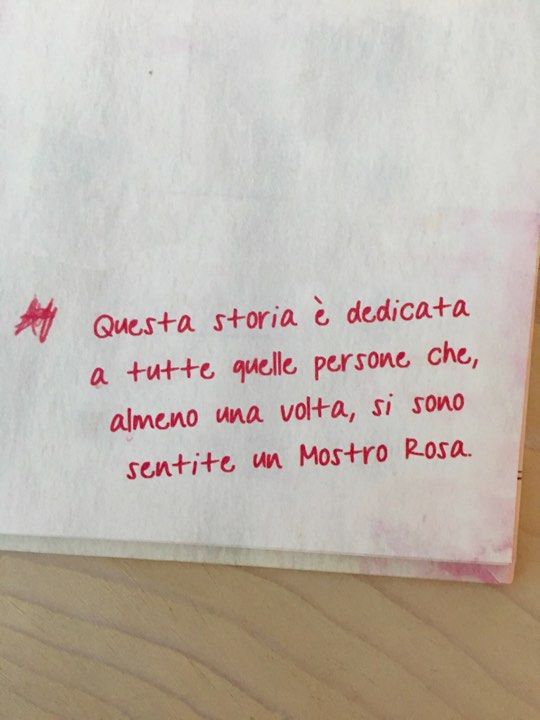 Questa storia è dedicata
a tutte quelle persone che,
almeno una volta, si sono
sentite un Mostro Rosa.